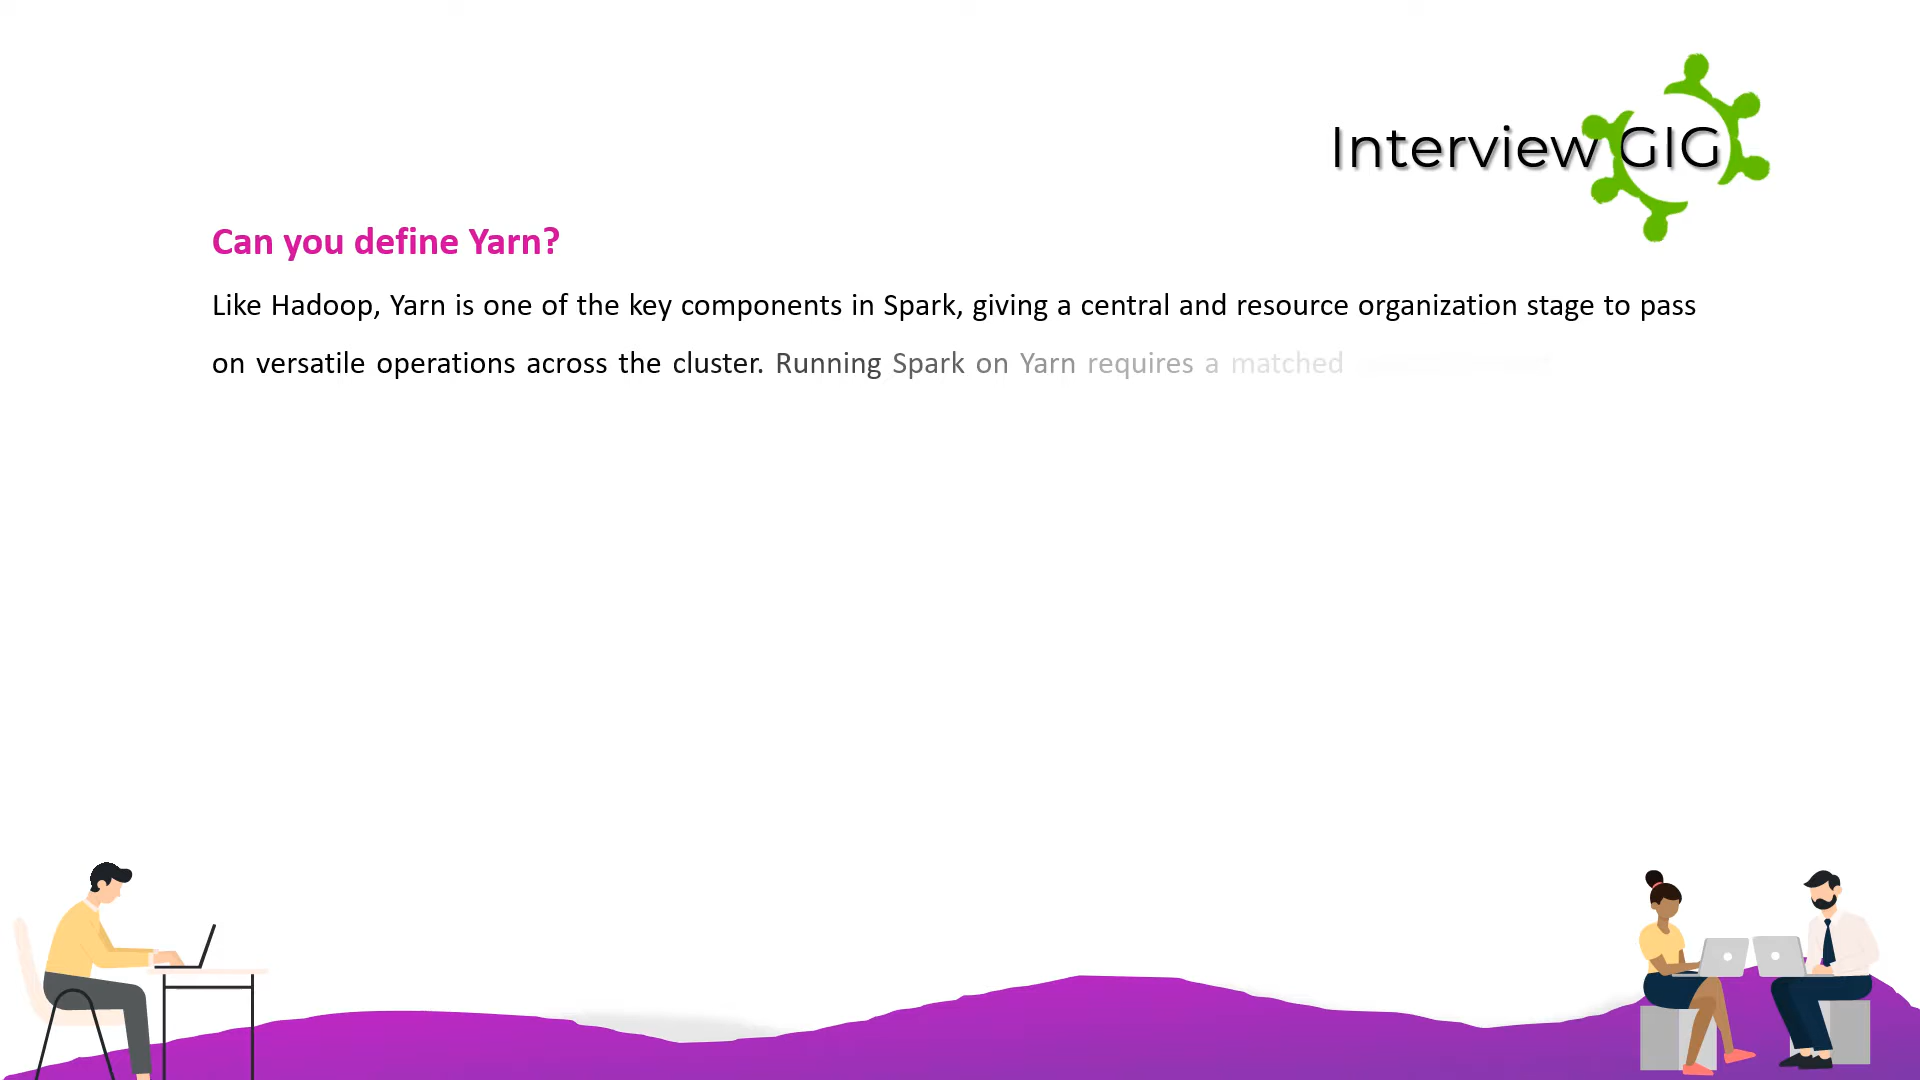 Interview GIG
Can you define Yarn?
Like Hadoop, Yarn is one of the key components in Spark, giving a central and resource organization stage to pass
on versatile operations across the cluster. Running Spark on Yarn requires a matched